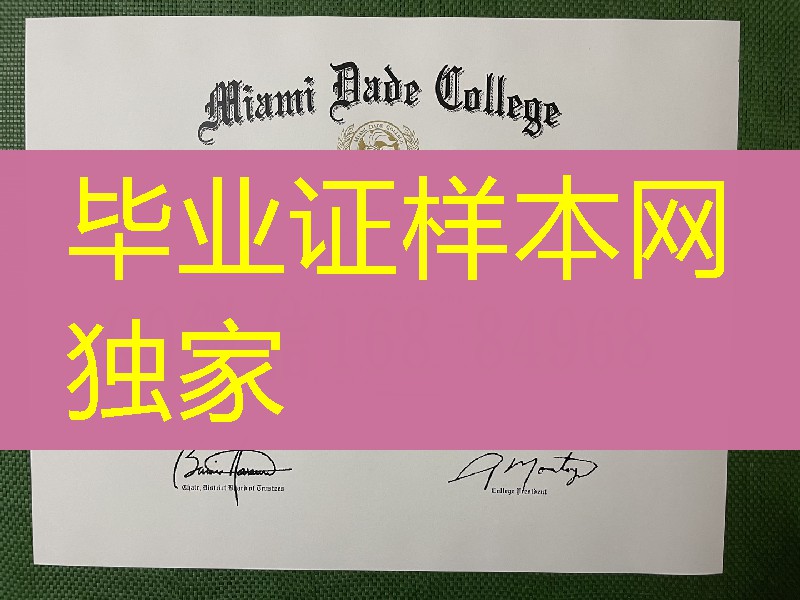 Miami Dade College
毕业证样本网
独家
Chair, District Board of Trustees
College President